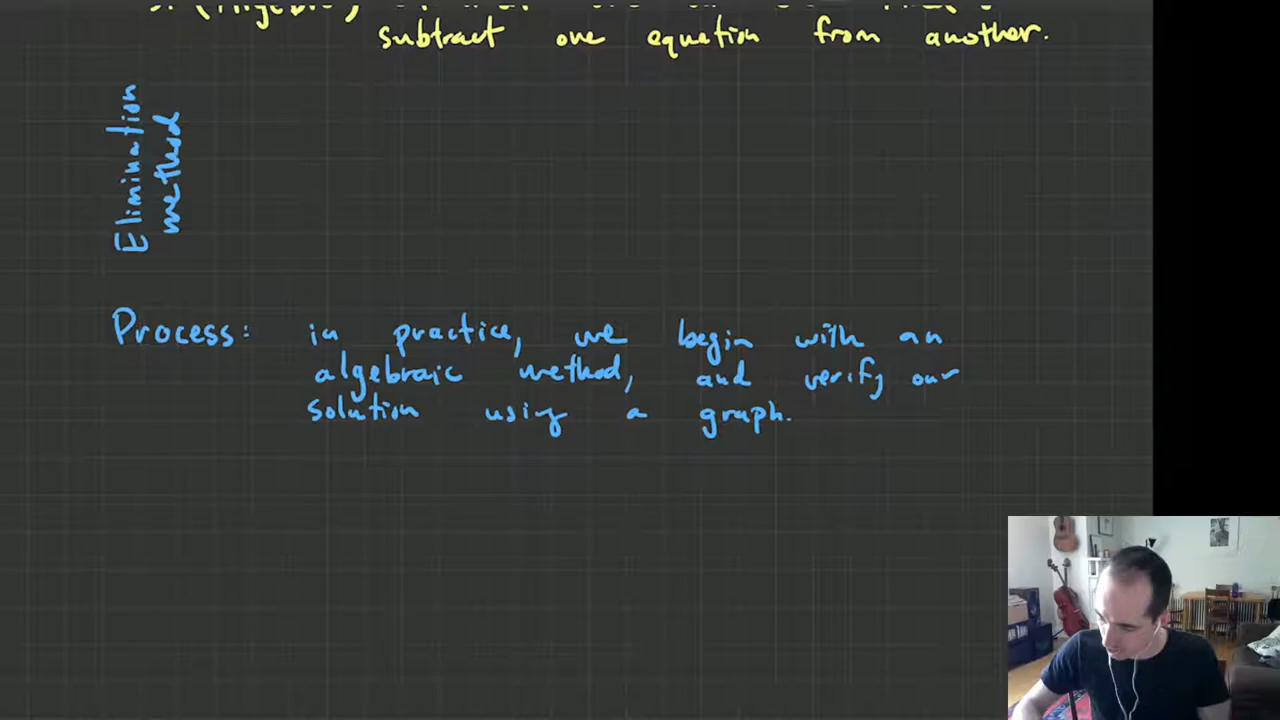 subtract one equation from another.
Elimination
method
Process: in practice, we begin with an
algebraic method, and verify our
solution using a graph.